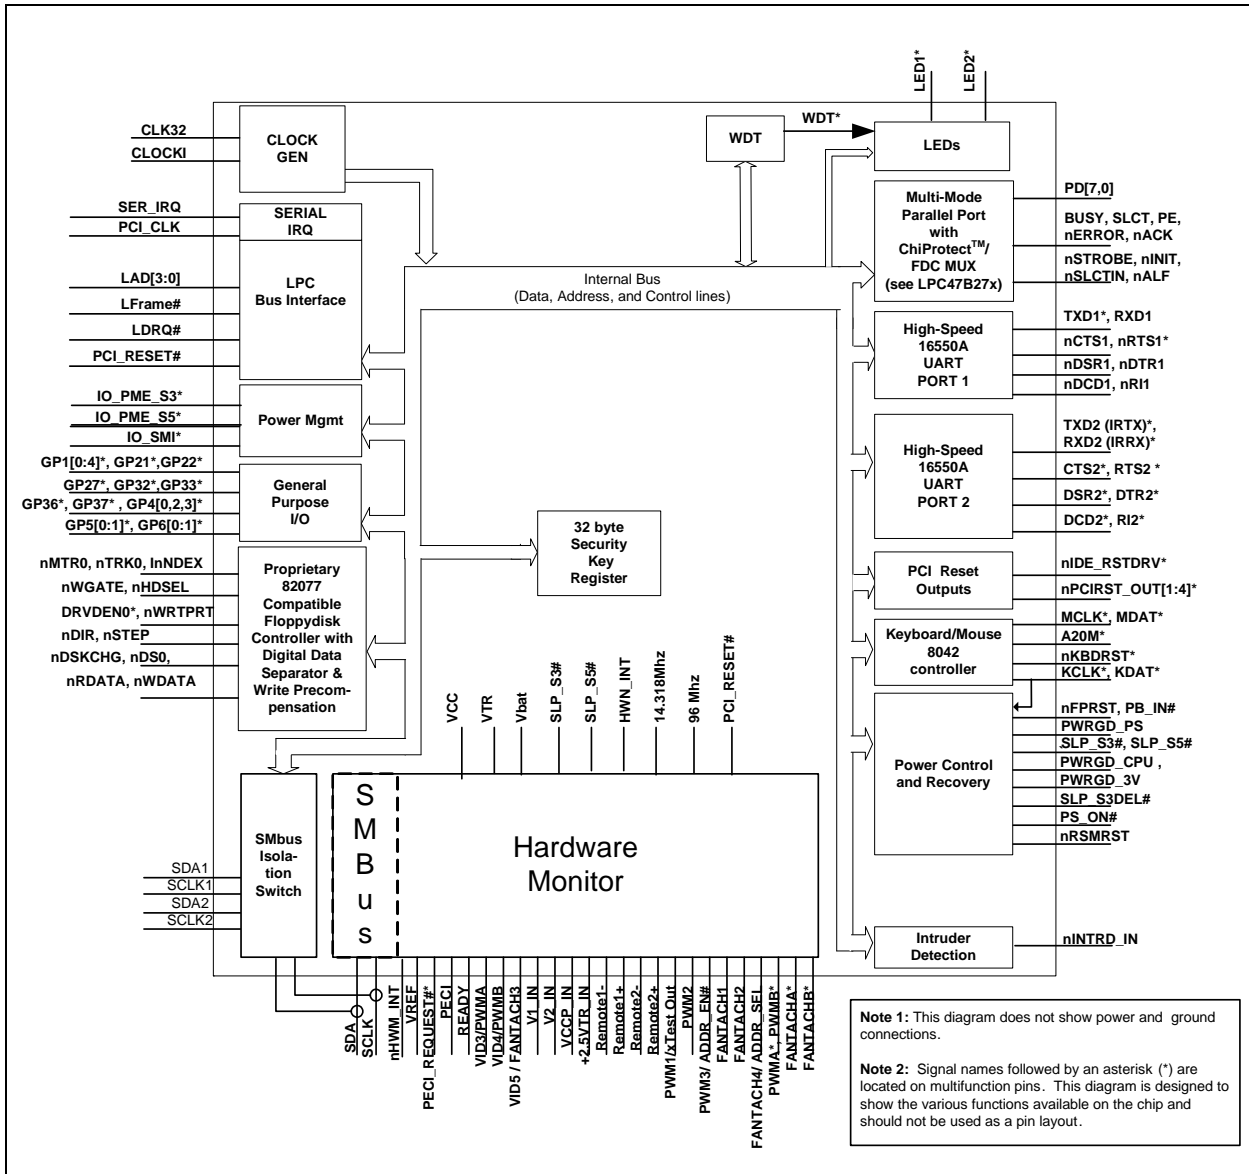 LED1*
LED2*
CLK32
CLOCKI
CLOCK
GEN
WDT
WDT*
LEDs
SER_IRQ
PCI_CLK
SERIAL
IRQ
LAD[3:0]
LFrame#
LDRQ#
PCI_RESET#
LPC
Bus Interface
Internal Bus
(Data, Address, and Control lines)
Multi-Mode
Parallel Port
with
ChiProtect™/
FDC MUX
(see LPC47B27x)
PD[7,0]
BUSY, SLCT, PE,
nERROR, nACK
nSTROBE, nINIT,
nSLCTIN, nALF
High-Speed
16550A
UART
PORT 1
TXD1*, RXD1
nCTS1, nRTS1*
nDSR1, nDTR1
nDCD1, nRI1
IO_PME_S3*
IO_PME_S5*
IO_SMI*
Power Mgmt
GP1[0:4]*, GP21*,GP22*
GP27*, GP32*,GP33*
GP36*, GP37* , GP4[0,2,3]*
GP5[0:1]*, GP6[0:1]*
General
Purpose
I/O
High-Speed
16550A
UART
PORT 2
TXD2 (IRTX)*,
RXD2 (IRRX)*
CTS2*, RTS2 *
DSR2*, DTR2*
DCD2*, RI2*
32 byte
Security
Key
Register
nMTR0, nTRK0, InNDEX
nWGATE, nHDSEL
DRVDEN0*, nWRTPRT
nDIR, nSTEP
nDSKCHG, nDS0,
nRDATA, nWDATA
Proprietary
82077
Compatible
Floppydisk
Controller with
Digital Data
Separator &
Write Precom-
pensation
PCI Reset
Outputs
nIDE_RSTDRV*
nPCIRST_OUT[1:4]*
Keyboard/Mouse
8042
controller
MCLK*, MDAT*
A20M*
nKBDRST*
KCLK*, KDAT*
Power Control
and Recovery
nFPRST, PB_IN#
PWRGD_PS
SLP_S3#, SLP_S5#
PWRGD_CPU ,
PWRGD_3V
SLP_S3DEL#
PS_ON#
nRSMRST
VCC
VTR
Vbat
SLP_S3#
SLP_S5#
HWN_INT
14.318Mhz
96 Mhz
PCI_RESET#
SMbus
Isola-
tion
Switch
SDA1
SCLK1
SDA2
SCLK2
S
M
B
u
s
Hardware
Monitor
Intruder
Detection
nINTRD_IN
SDA
SCLK
nHWM_INT
VREF
PECI_REQUEST#*
PECI
READY
VID3/PWMA
VID4/PWMB
VID5 / FANTACH3
V1_IN
V2_IN
VCCP_IN
+2.5VTR_IN
Remote1-
Remote1+
Remote2-
Remote2+
PWM1/xTest Out
PWM2
PWM3/ ADDR_EN#
FANTACH1
FANTACH2
FANTACH4/ ADDR_SEL
PWMA*, PWMB*
FANTACHA*
FANTACHB*
Note 1: This diagram does not show power and ground
connections.
Note 2: Signal names followed by an asterisk (*) are
located on multifunction pins. This diagram is designed to
show the various functions available on the chip and
should not be used as a pin layout.